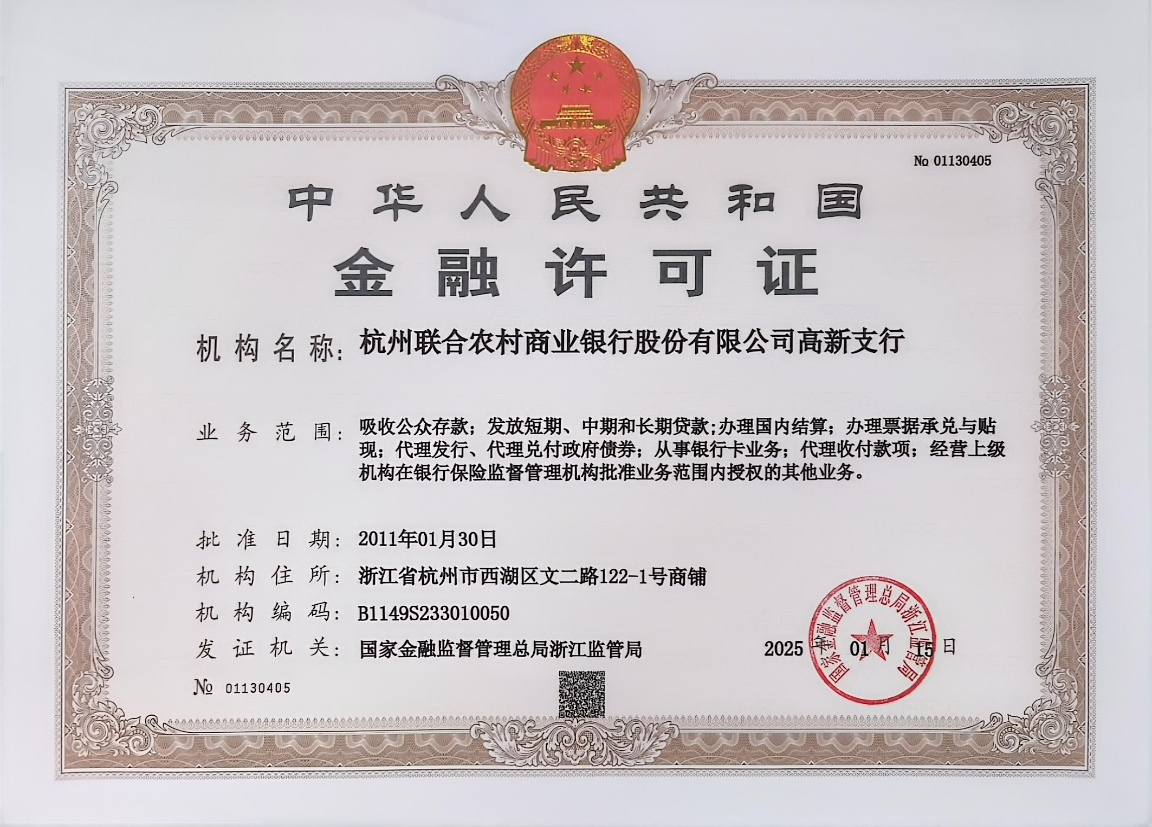 № 01130405
中华人民共和国
金融许可证
机构名称：杭州联合农村商业银行股份有限公司高新支行
业务范围：吸收公众存款；发放短期、中期和长期贷款;办理国内结算；办理票据承兑与贴
现；代理发行、代理兑付政府债券；从事银行卡业务；代理收付款项；经营上级
机构在银行保险监督管理机构批准业务范围内授权的其他业务。
批准日期：2011年01月30日
机构住所：浙江省杭州市西湖区文二路122-1号商铺
机构编码：B1149S233010050
发证机关：国家金融监督管理总局浙江监管局
2025年01月15日
国家金融监督管理总局浙江监管局
№ 01130405